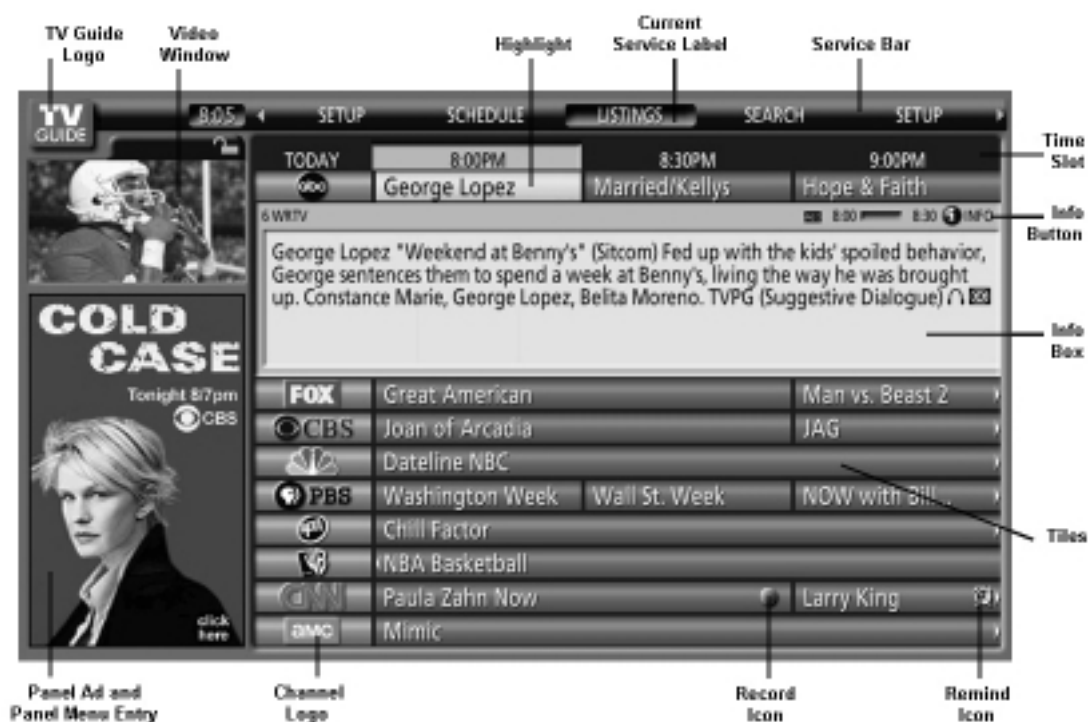 TV Guide
Logo
Video
Window
Highlight
Current
Service Label
Service Bar
TV
GUIDE
8:05
SETUP
SCHEDULE
LISTINGS
SEARCH
SETUP
Time
Slot
TODAY
8:00PM
8:30PM
9:00PM
abc
George Lopez
Married/Kellys
Hope & Faith
6 WRTV
8:00
8:30
INFO
Info
Button
George Lopez "Weekend at Benny's" (Sitcom) Fed up with the kids' spoiled behavior,
George sentences them to spend a week at Benny's, living the way he was brought
up. Constance Marie, George Lopez, Belita Moreno. TVPG (Suggestive Dialogue)
Info
Box
COLD
CASE
Tonight 8/7pm
CBS
click
here
FOX
Great American
Man vs. Beast 2
CBS
Joan of Arcadia
JAG
Dateline NBC
PBS
Washington Week
Wall St. Week
NOW with Bill...
Chill Factor
NBA Basketball
Tiles
CNN
Paula Zahn Now
Larry King
amc
Mimic
Panel Ad and
Panel Menu Entry
Channel
Logo
Record
Icon
Remind
Icon